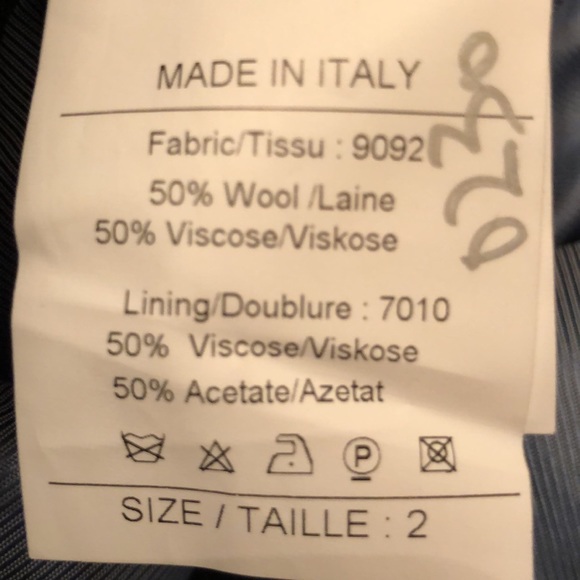 MADE IN ITALY
Fabric/Tissu : 9092
50% Wool /Laine
50% Viscose/Viskose
Lining/Doublure : 7010
50% Viscose/Viskose
50% Acetate/Azetat
P
SIZE / TAILLE : 2